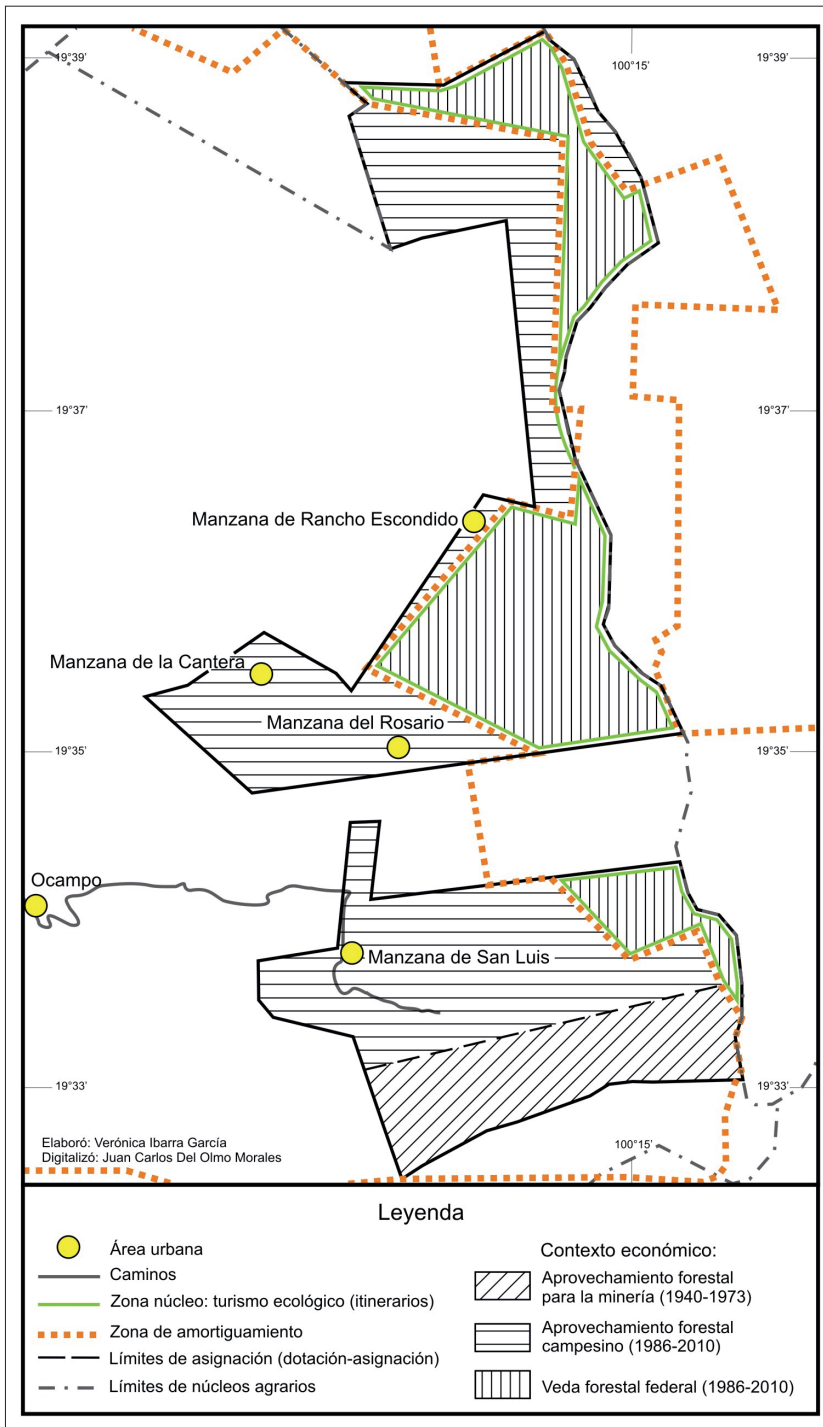 19°39'
100°15'
19°39'
19°37'
19°37'
Manzana de Rancho Escondido
Manzana de la Cantera
Manzana del Rosario
19°35'
19°35'
Ocampo
Manzana de San Luis
19°33'
19°33'
Elaboró: Verónica Ibarra García
Digitalizó: Juan Carlos Del Olmo Morales
100°15'
Leyenda
Área urbana
Caminos
Zona núcleo: turismo ecológico (itinerarios)
Zona de amortiguamiento
Límites de asignación (dotación-asignación)
Límites de núcleos agrarios
Contexto económico:
Aprovechamiento forestal
para la minería (1940-1973)
Aprovechamiento forestal
campesino (1986-2010)
Veda forestal federal (1986-2010)